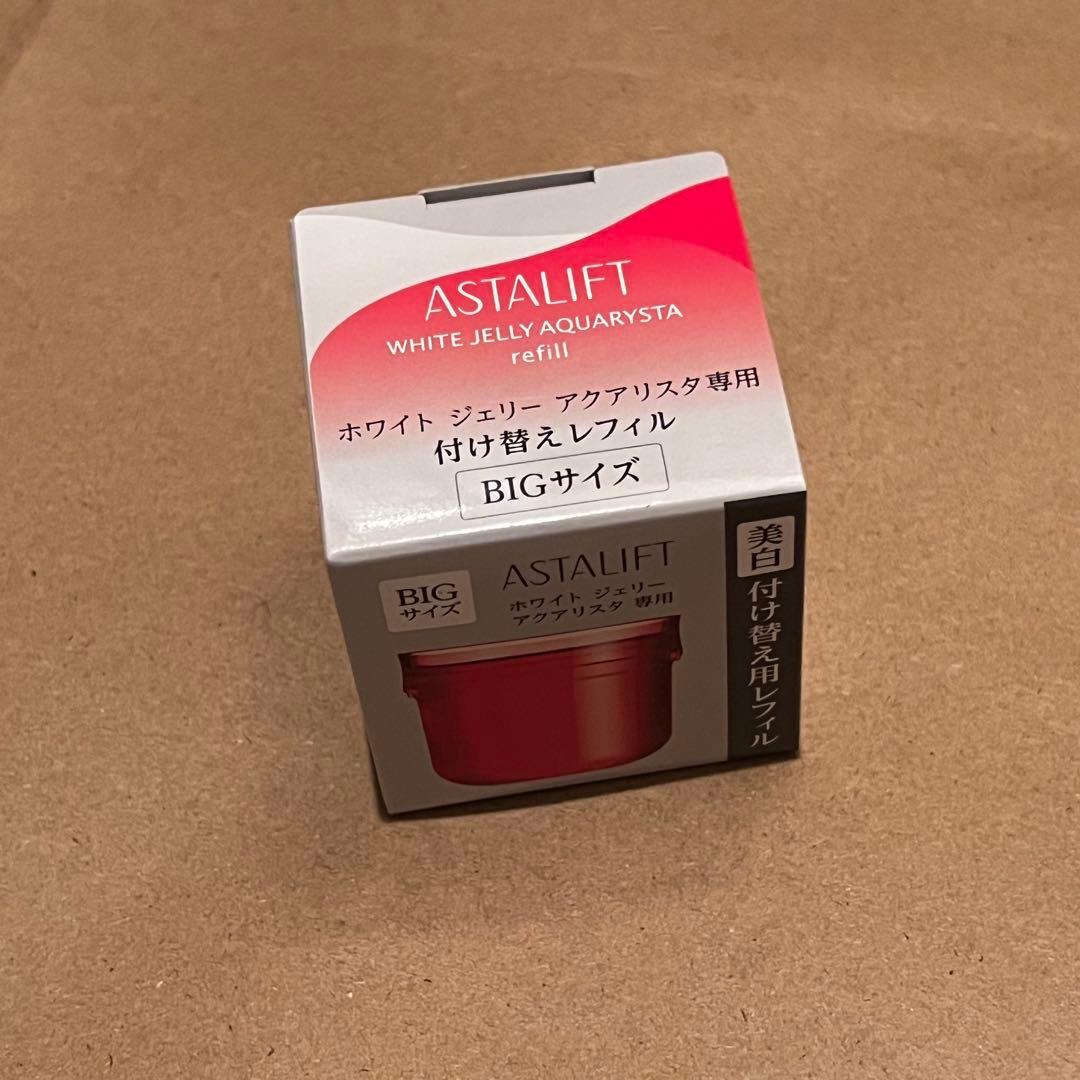 ASTALIFT
WHITE JELLY AQUARYSTA
refill
ホワイト ジェリー アクアリスタ専用
付け替えレフィル
BIGサイズ
BIG
サイズ
ASTALIFT
ホワイト ジェリー
アクアリスタ 専用
美白
付け替え用レフィル